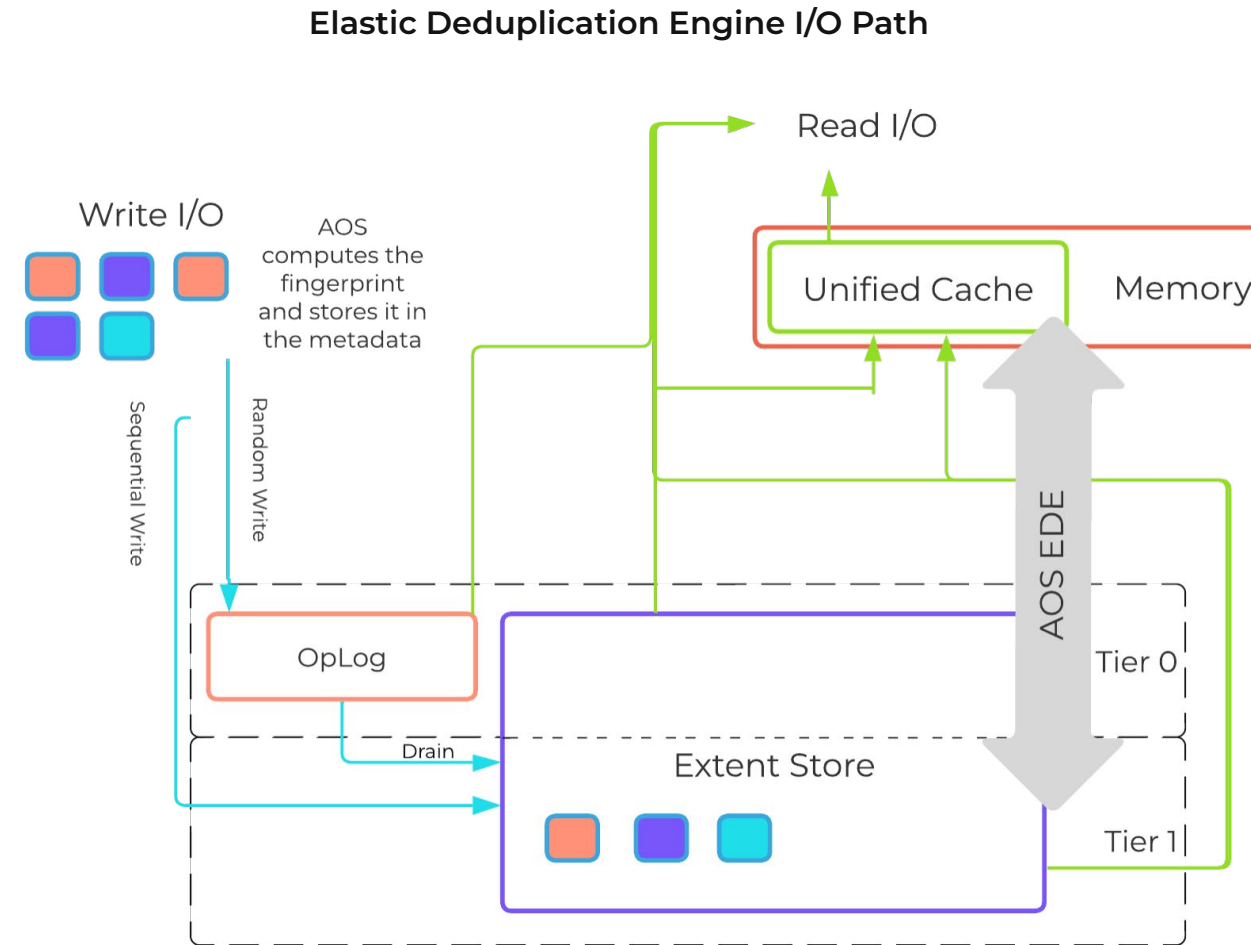 Elastic Deduplication Engine I/O Path
Read I/O
Write I/O
AOS
computes the
fingerprint
and stores it in
the metadata
Unified Cache
Memory
Sequential Write
Random Write
AOS EDE
OpLog
Tier 0
Drain
Extent Store
Tier 1